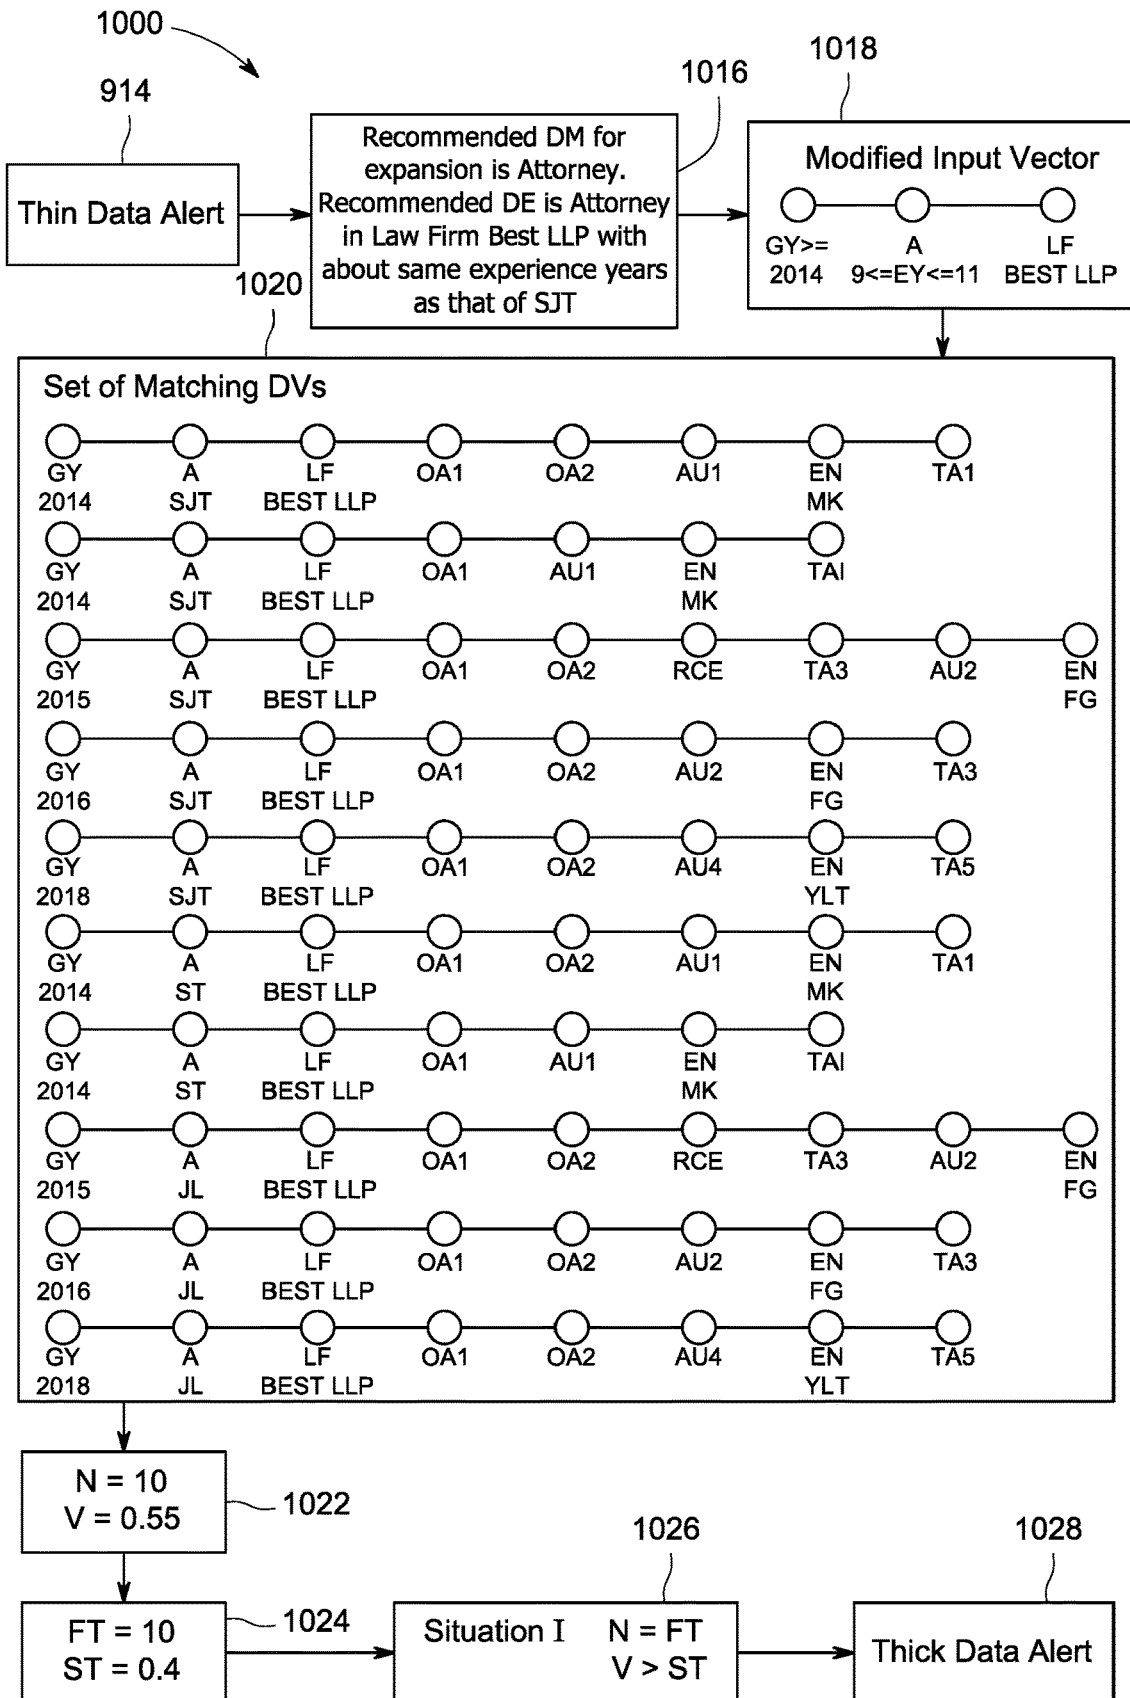 1000
914
1016
1018
Thin Data Alert
Recommended DM for
expansion is Attorney.
Recommended DE is Attorney
in Law Firm Best LLP with
about same experience years
as that of SJT
Modified Input Vector
GY>= A LF
2014 9<=EY<=11 BEST LLP
1020
Set of Matching DVs
GY A LF OA1 OA2 AU1 EN TA1
2014 SJT BEST LLP MK
GY A LF OA1 AU1 EN TAI
2014 SJT BEST LLP MK
GY A LF OA1 OA2 RCE TA3 AU2 EN
2015 SJT BEST LLP FG
GY A LF OA1 OA2 AU2 EN TA3
2016 SJT BEST LLP FG
GY A LF OA1 OA2 AU4 EN TA5
2018 SJT BEST LLP YLT
GY A LF OA1 OA2 AU1 EN TA1
2014 ST BEST LLP MK
GY A LF OA1 AU1 EN TAI
2014 ST BEST LLP MK
GY A LF OA1 OA2 RCE TA3 AU2 EN
2015 JL BEST LLP FG
GY A LF OA1 OA2 AU2 EN TA3
2016 JL BEST LLP FG
GY A LF OA1 OA2 AU4 EN TA5
2018 JL BEST LLP YLT
N = 10
V = 0.55
1022
FT = 10
ST = 0.4
1024
1026
Situation I N = FT
V > ST
1028
Thick Data Alert